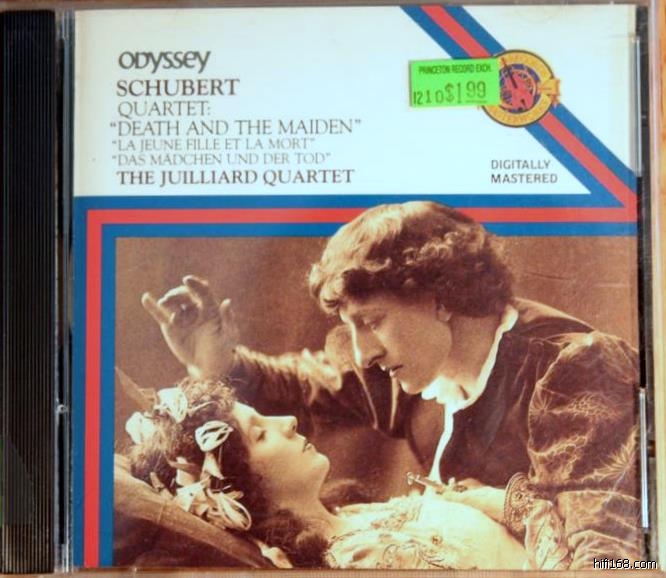 ODYSSEY
SCHUBERT
QUARTET:
"DEATH AND THE MAIDEN"
"LA JEUNE FILLE ET LA MORT"
"DAS MÄDCHEN UND DER TOD"
THE JUILLIARD QUARTET
PRINCETON RECORD EXCH.
1210$1.99
DIGITALLY
MASTERED
hifi168.com